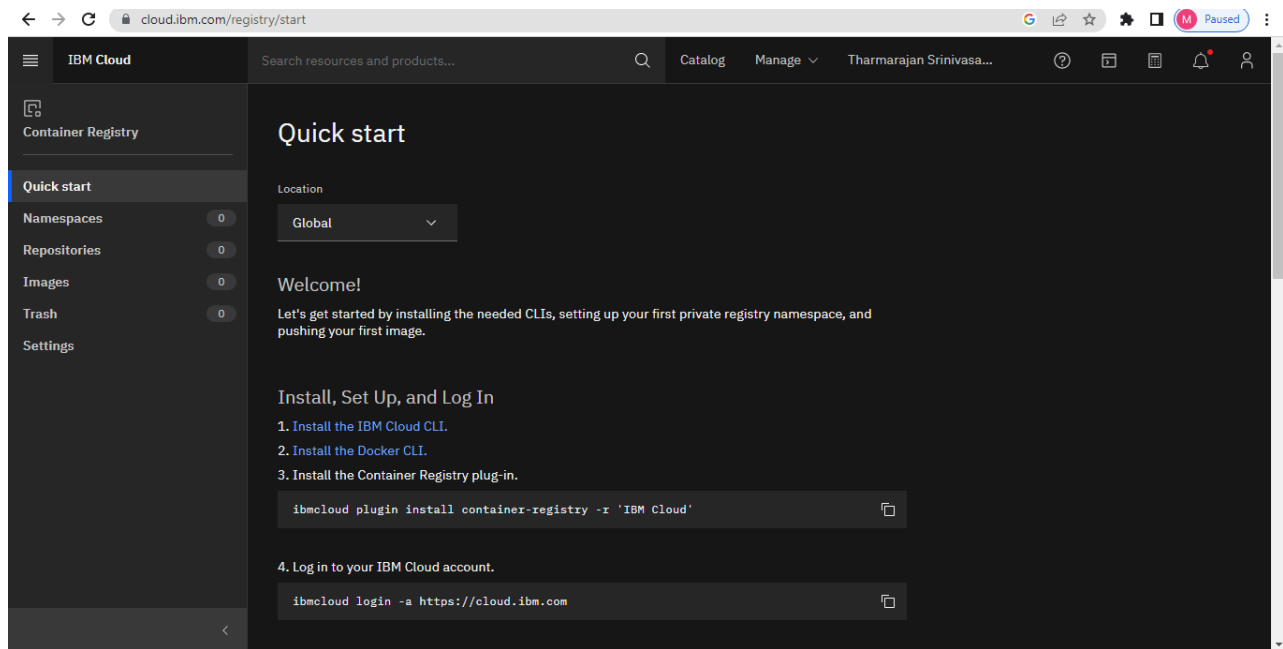 cloud.ibm.com/registry/start
M Paused
IBM Cloud
Search resources and products...
Catalog
Manage
Tharmarajan Srinivasa...
Container Registry
Quick start
Namespaces 0
Repositories 0
Images 0
Trash 0
Settings
Quick start
Location
Global
Welcome!
Let's get started by installing the needed CLIs, setting up your first private registry namespace, and
pushing your first image.
Install, Set Up, and Log In
1. Install the IBM Cloud CLI.
2. Install the Docker CLI.
3. Install the Container Registry plug-in.
ibmcloud plugin install container-registry -r 'IBM Cloud'
4. Log in to your IBM Cloud account.
ibmcloud login -a https://cloud.ibm.com